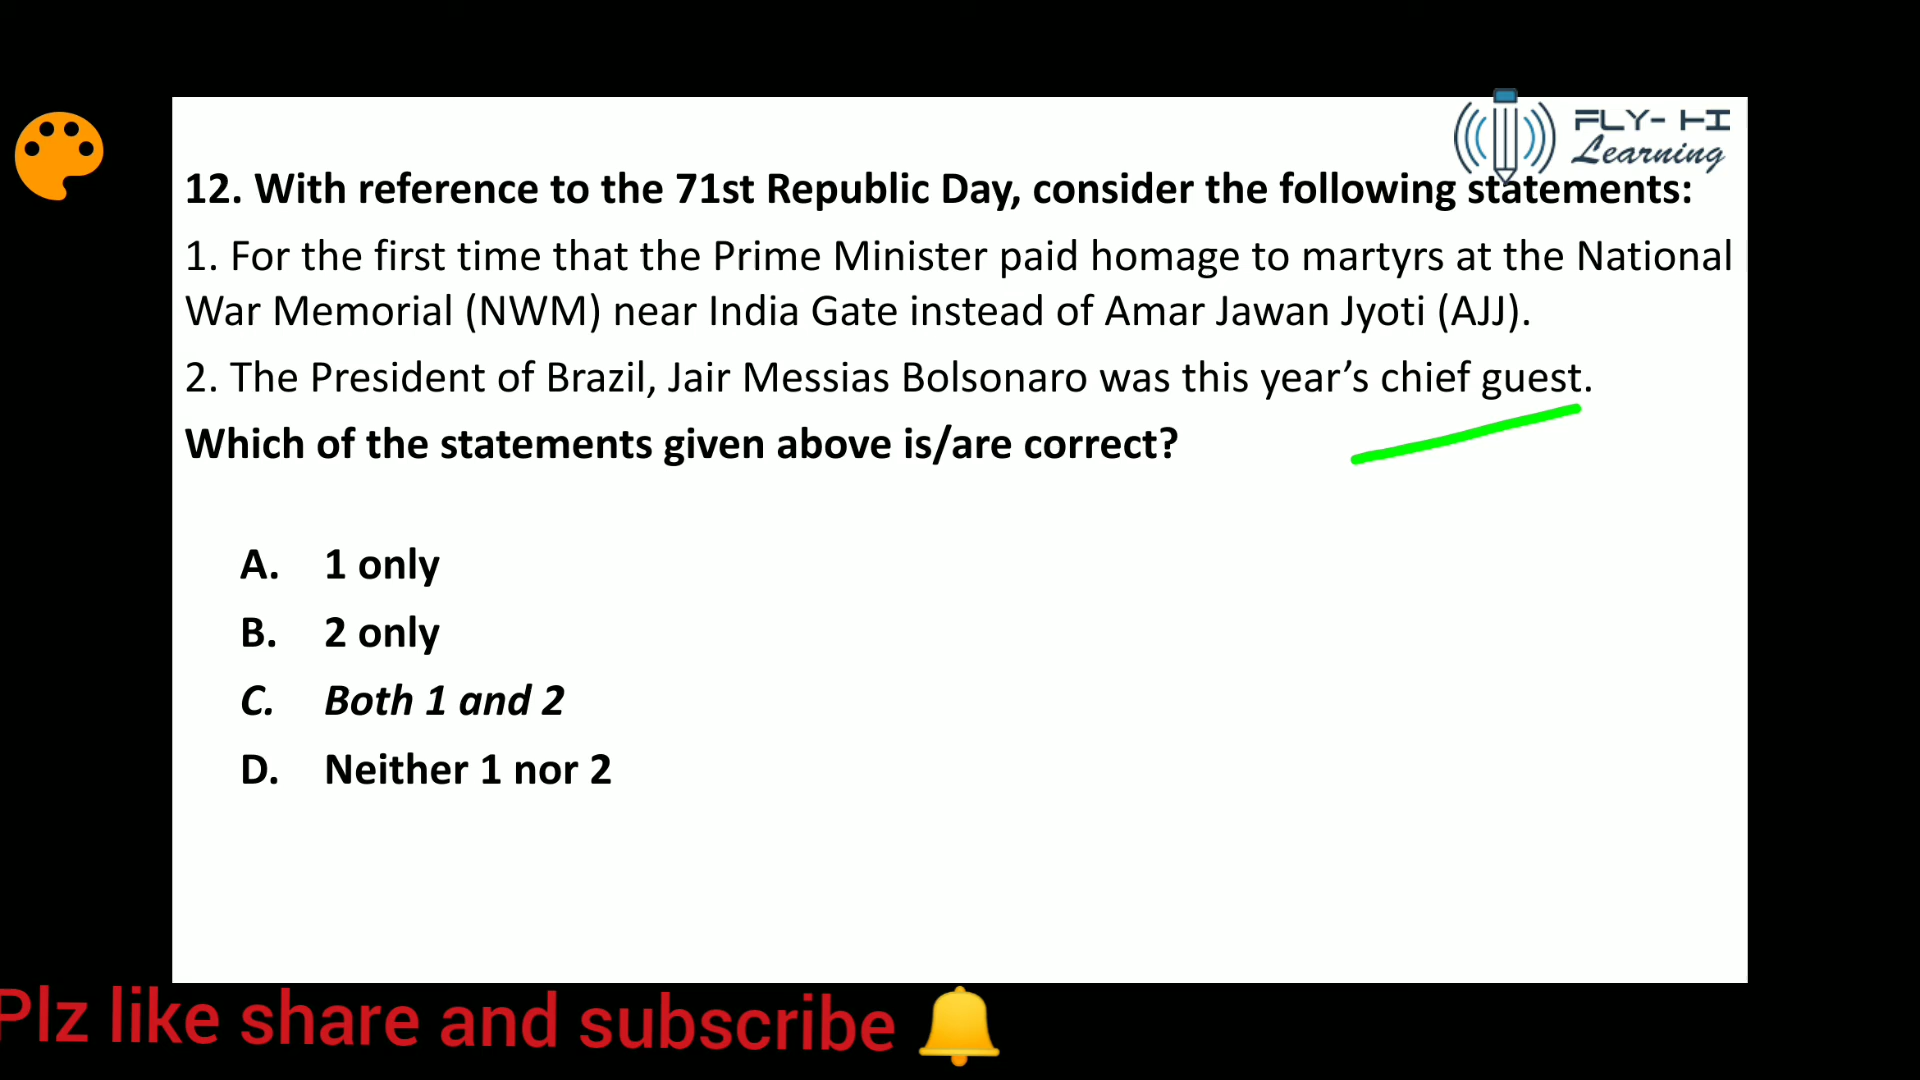 FLY-HI
Learning
12. With reference to the 71st Republic Day, consider the following statements:
1. For the first time that the Prime Minister paid homage to martyrs at the National
War Memorial (NWM) near India Gate instead of Amar Jawan Jyoti (AJJ).
2. The President of Brazil, Jair Messias Bolsonaro was this year’s chief guest.
Which of the statements given above is/are correct?
A. 1 only
B. 2 only
C. Both 1 and 2
D. Neither 1 nor 2
Plz like share and subscribe